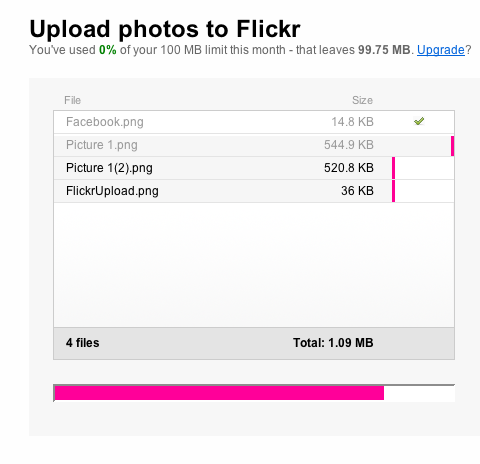 Upload photos to Flickr
You've used 0% of your 100 MB limit this month - that leaves 99.75 MB. Upgrade?
File Size
Facebook.png 14.8 KB
Picture 1.png 544.9 KB
Picture 1(2).png 520.8 KB
FlickrUpload.png 36 KB
4 files Total: 1.09 MB